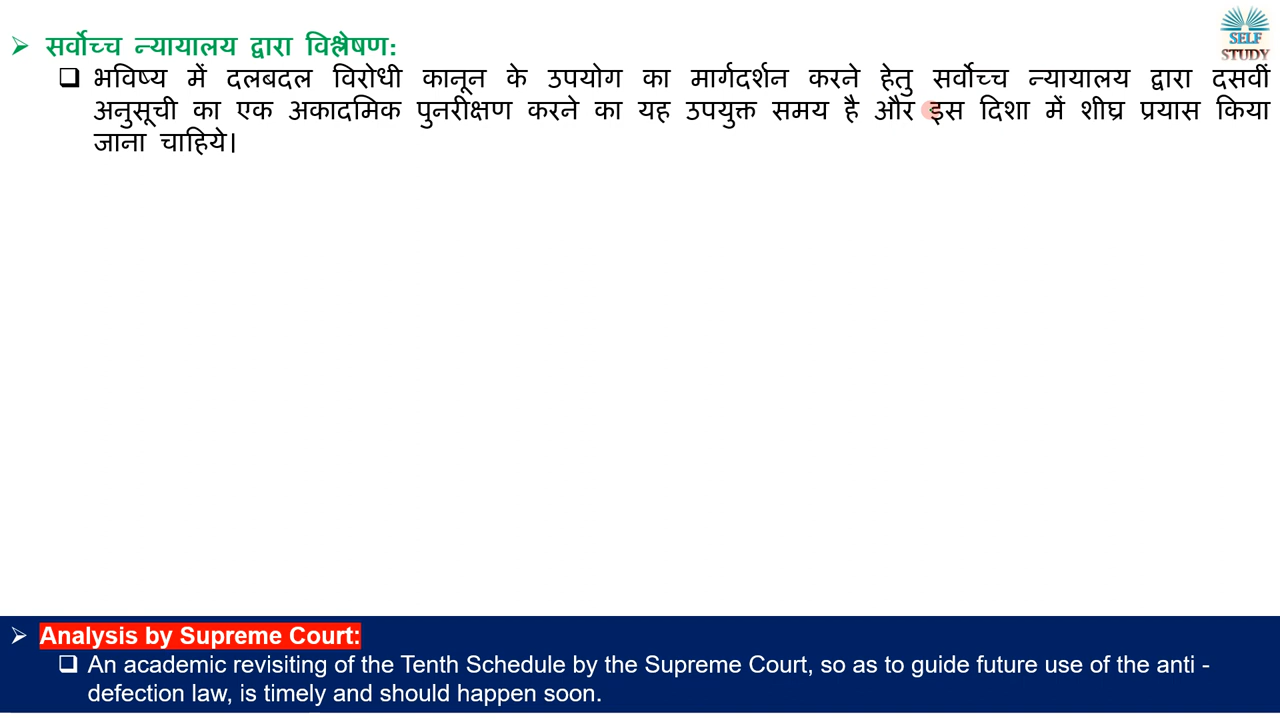 SELF
STUDY
➢ सर्वोच्च न्यायालय द्वारा विश्लेषण:
❑ भविष्य में दलबदल विरोधी कानून के उपयोग का मार्गदर्शन करने हेतु सर्वोच्च न्यायालय द्वारा दसवीं
अनुसूची का एक अकादमिक पुनरीक्षण करने का यह उपयुक्त समय है और इस दिशा में शीघ्र प्रयास किया
जाना चाहिये।
➢ Analysis by Supreme Court:
❑ An academic revisiting of the Tenth Schedule by the Supreme Court, so as to guide future use of the anti -
defection law, is timely and should happen soon.